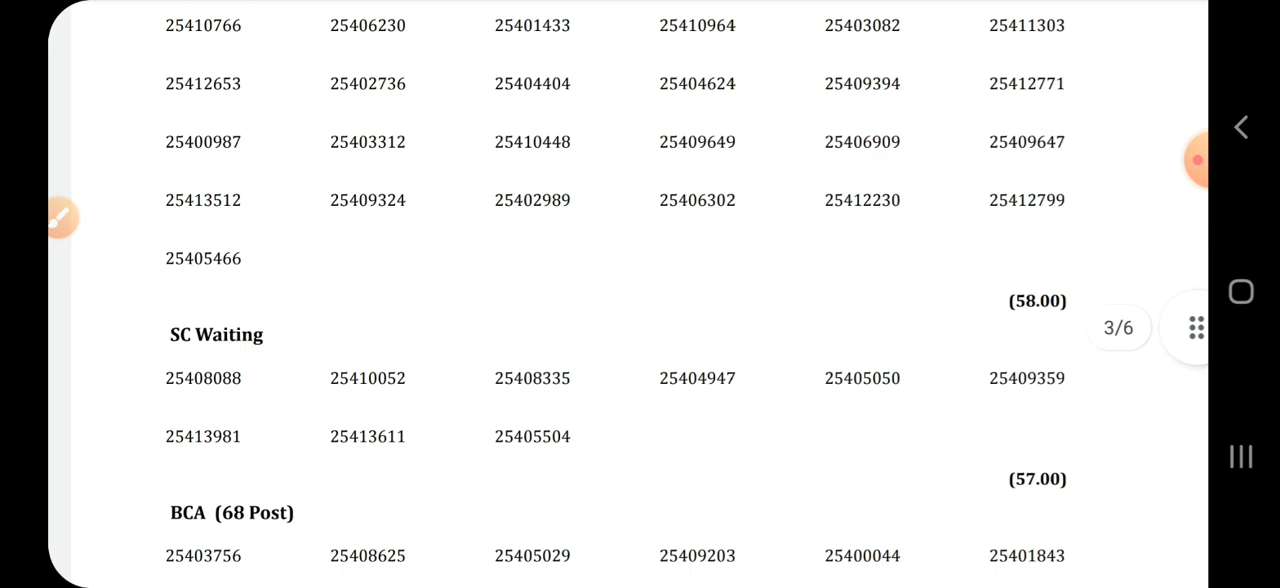 25410766 25406230 25401433 25410964 25403082 25411303
25412653 25402736 25404404 25404624 25409394 25412771
25400987 25403312 25410448 25409649 25406909 25409647
25413512 25409324 25402989 25406302 25412230 25412799
25405466
(58.00)
3/6
SC Waiting
25408088 25410052 25408335 25404947 25405050 25409359
25413981 25413611 25405504
(57.00)
BCA (68 Post)
25403756 25408625 25405029 25409203 25400044 25401843